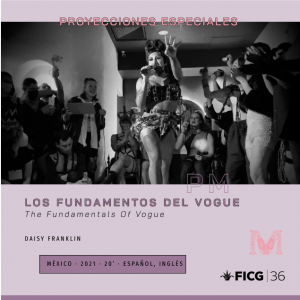 PROYECCIONES ESPECIALES
PM
LOS FUNDAMENTOS DEL VOGUE
The Fundamentals Of Vogue
DAISY FRANKLIN
M
MÉXICO · 2021 · 20' · ESPAÑOL, INGLÉS
FICG | 36